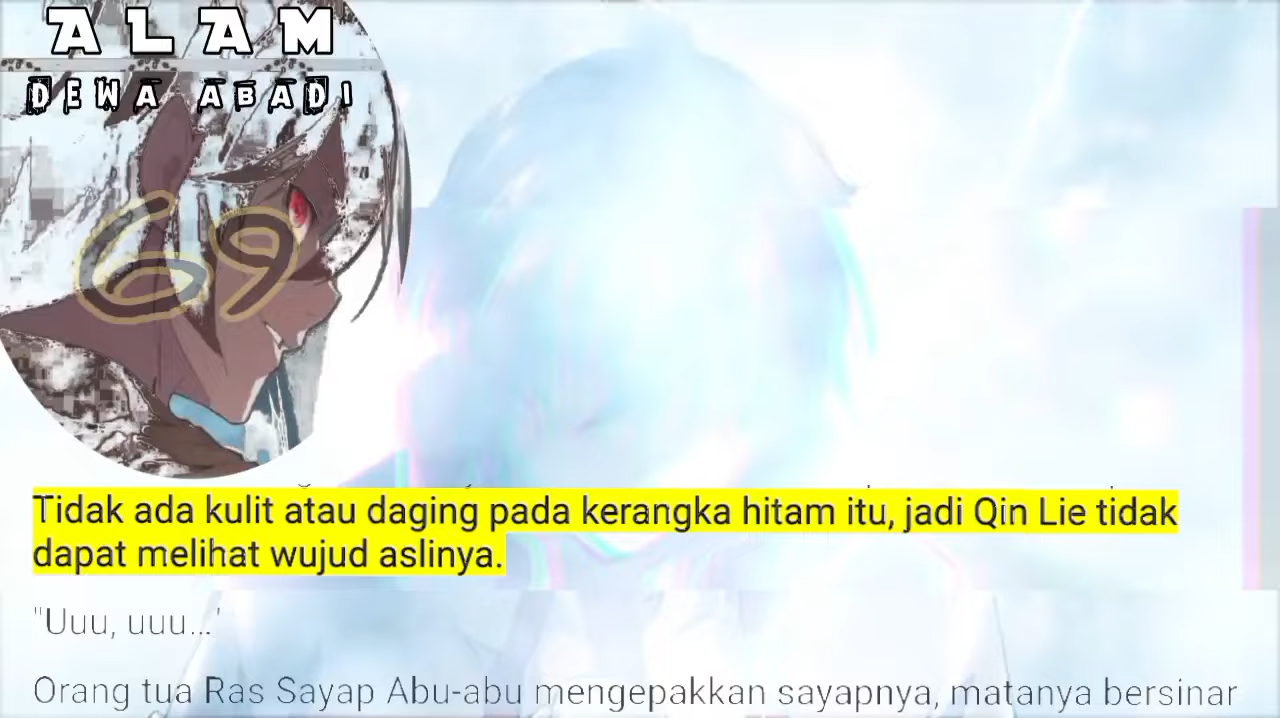 ALAM
DEWA ABADI
69
Tidak ada kulit atau daging pada kerangka hitam itu, jadi Qin Lie tidak
dapat melihat wujud aslinya.
"Uuu, uuu..."
Orang tua Ras Sayap Abu-abu mengepakkan sayapnya, matanya bersinar